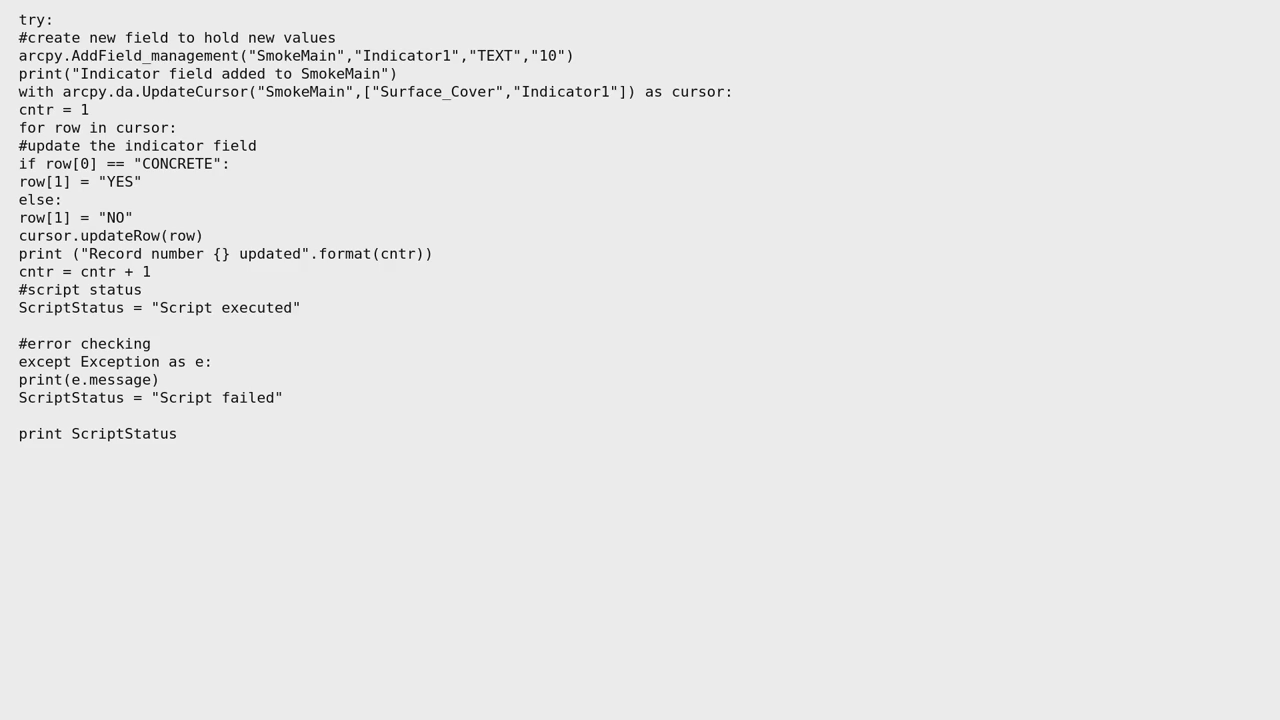 try:
#create new field to hold new values
arcpy.AddField_management("SmokeMain","Indicator1","TEXT","10")
print("Indicator field added to SmokeMain")
with arcpy.da.UpdateCursor("SmokeMain",["Surface_Cover","Indicator1"]) as cursor:
cntr = 1
for row in cursor:
#update the indicator field
if row[0] == "CONCRETE":
row[1] = "YES"
else:
row[1] = "NO"
cursor.updateRow(row)
print ("Record number {} updated".format(cntr))
cntr = cntr + 1
#script status
ScriptStatus = "Script executed"

#error checking
except Exception as e:
print(e.message)
ScriptStatus = "Script failed"

print ScriptStatus